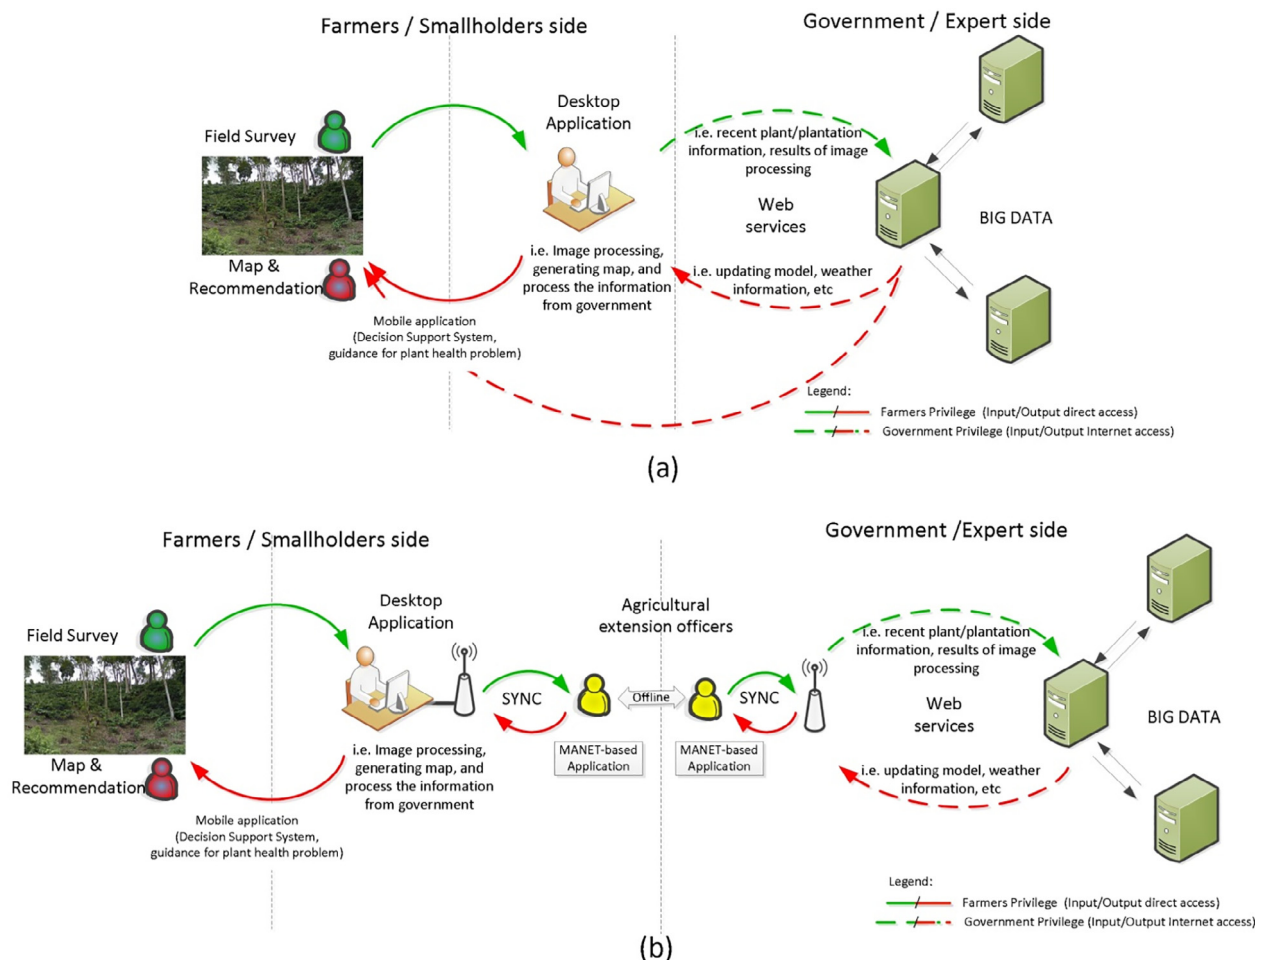 Farmers / Smallholders side
Government / Expert side
Desktop
Application
Field Survey
i.e. recent plant/plantation
information, results of image
processing
Web
services
BIG DATA
Map &
Recommendation
i.e. Image processing,
generating map, and
process the information
from government
i.e. updating model, weather
information, etc
Mobile application
(Decision Support System,
guidance for plant health problem)
Legend:
Farmers Privilege (Input/Output direct access)
Government Privilege (Input/Output Internet access)
(a)
Farmers / Smallholders side
Government /Expert side
Desktop
Application
Agricultural
extension officers
Field Survey
i.e. recent plant/plantation
information, results of image
processing
SYNC
Offline
SYNC
Web
services
BIG DATA
MANET-based
Application
MANET-based
Application
Map &
Recommendation
i.e. Image processing,
generating map, and
process the information
from government
i.e. updating model, weather
information, etc
Mobile application
(Decision Support System,
guidance for plant health problem)
Legend:
Farmers Privilege (Input/Output direct access)
Government Privilege (Input/Output Internet access)
(b)